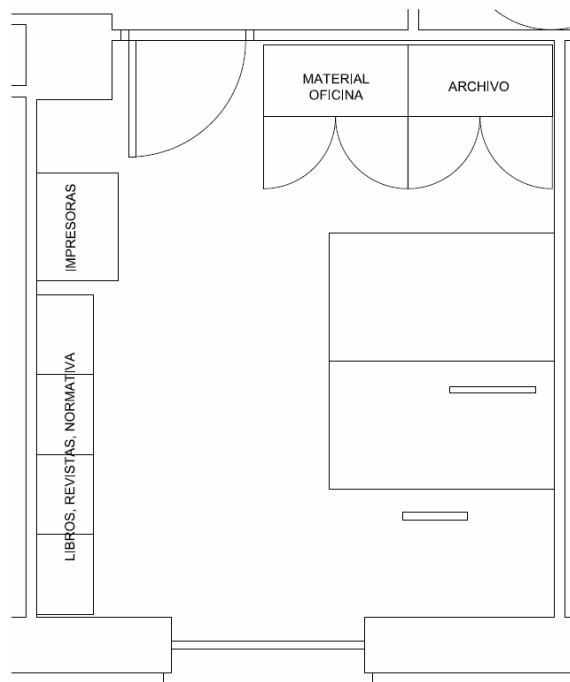 MATERIAL
OFICINA
ARCHIVO
IMPRESORAS
LIBROS, REVISTAS, NORMATIVA